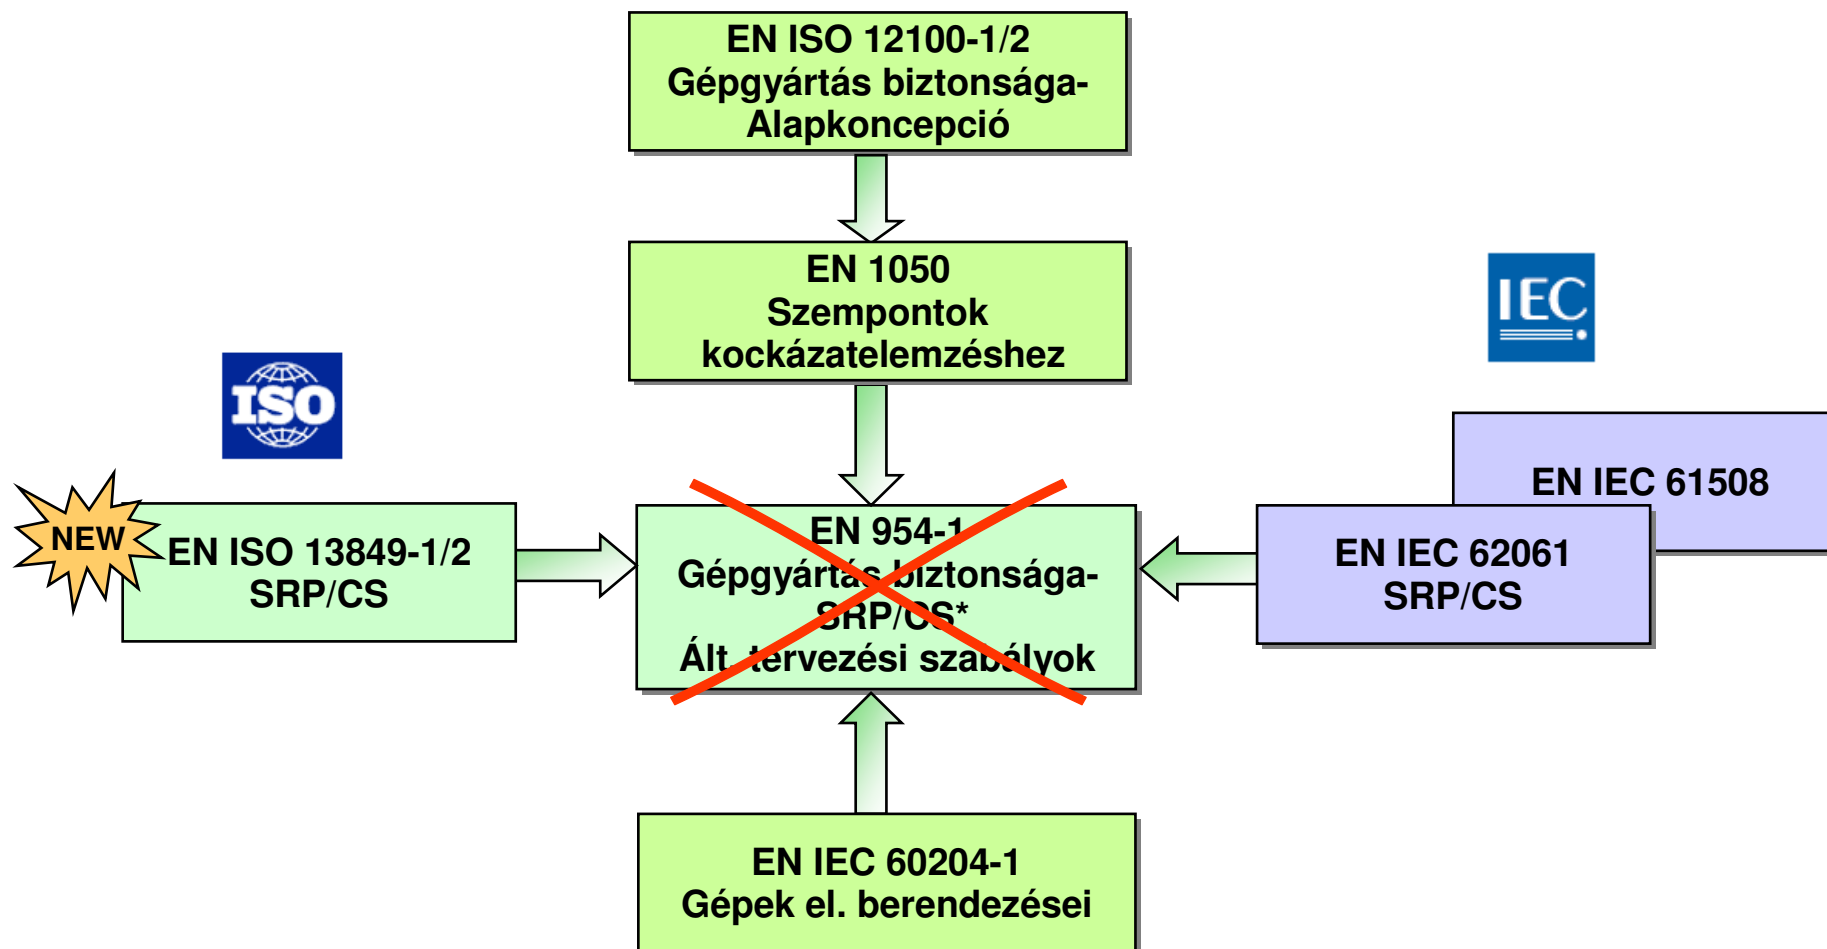 EN ISO 12100-1/2
Gépgyártás biztonsága-
Alapkoncepció
EN 1050
Szempontok
kockázatelemzéshez
IEC
ISO
EN IEC 61508
NEW
EN ISO 13849-1/2
SRP/CS
EN 954-1
Gépgyártás biztonsága-
SRP/CS*
Ált. tervezési szabályok
EN IEC 62061
SRP/CS
EN IEC 60204-1
Gépek el. berendezései